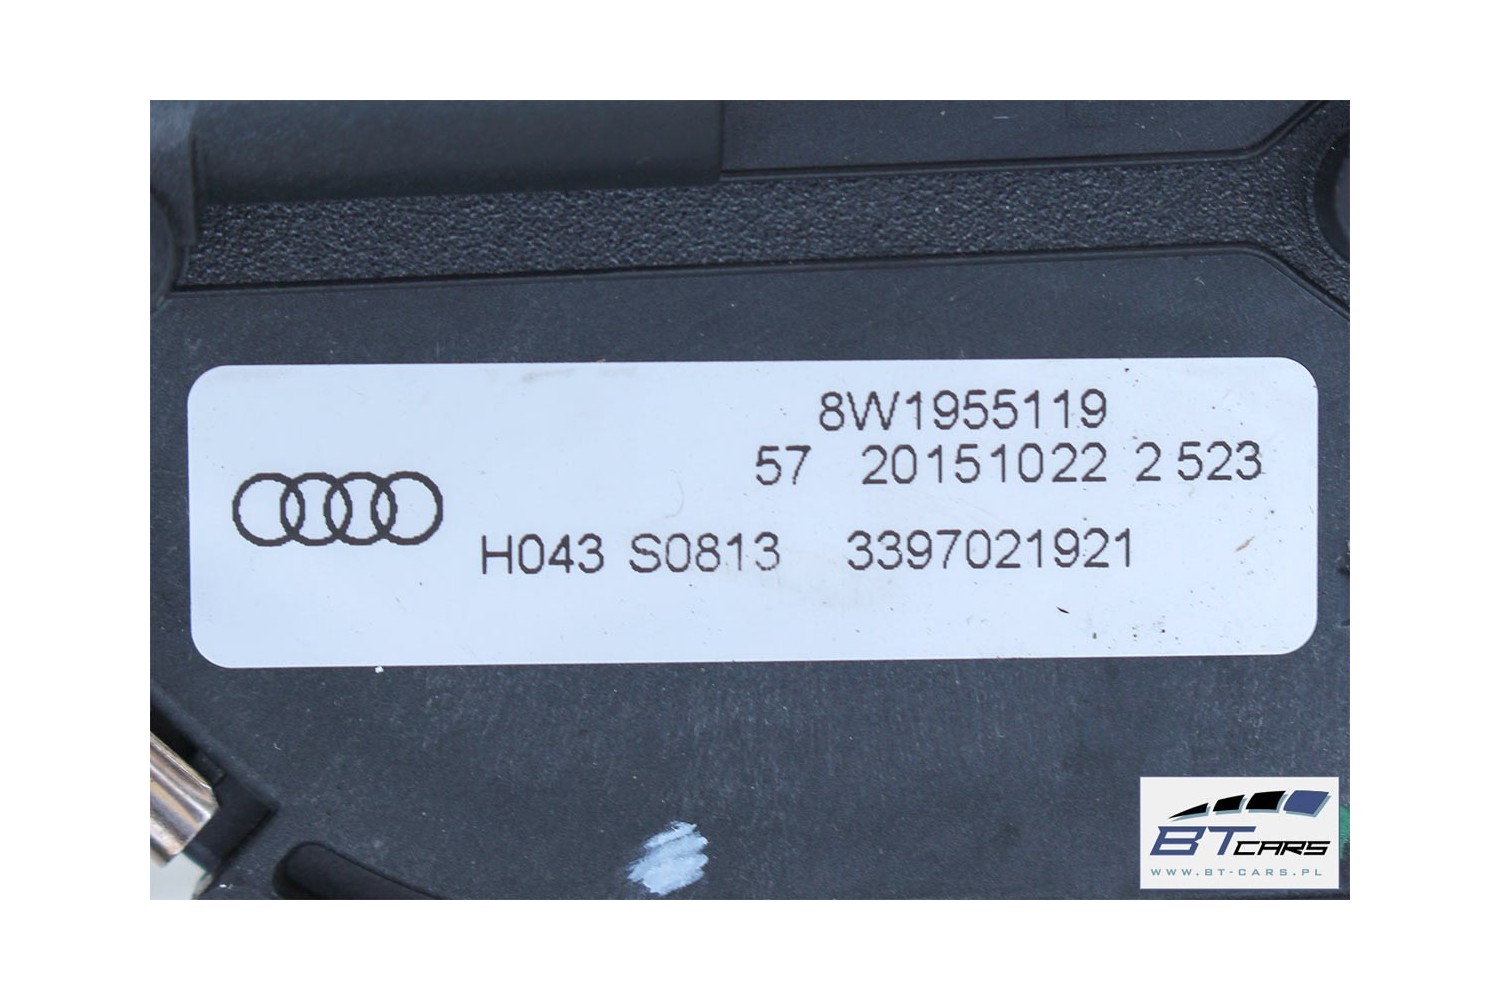 8W1955119
57 20151022 2 523
H043 S0813 3397021921
BT CARS
WWW.BT-CARS.PL